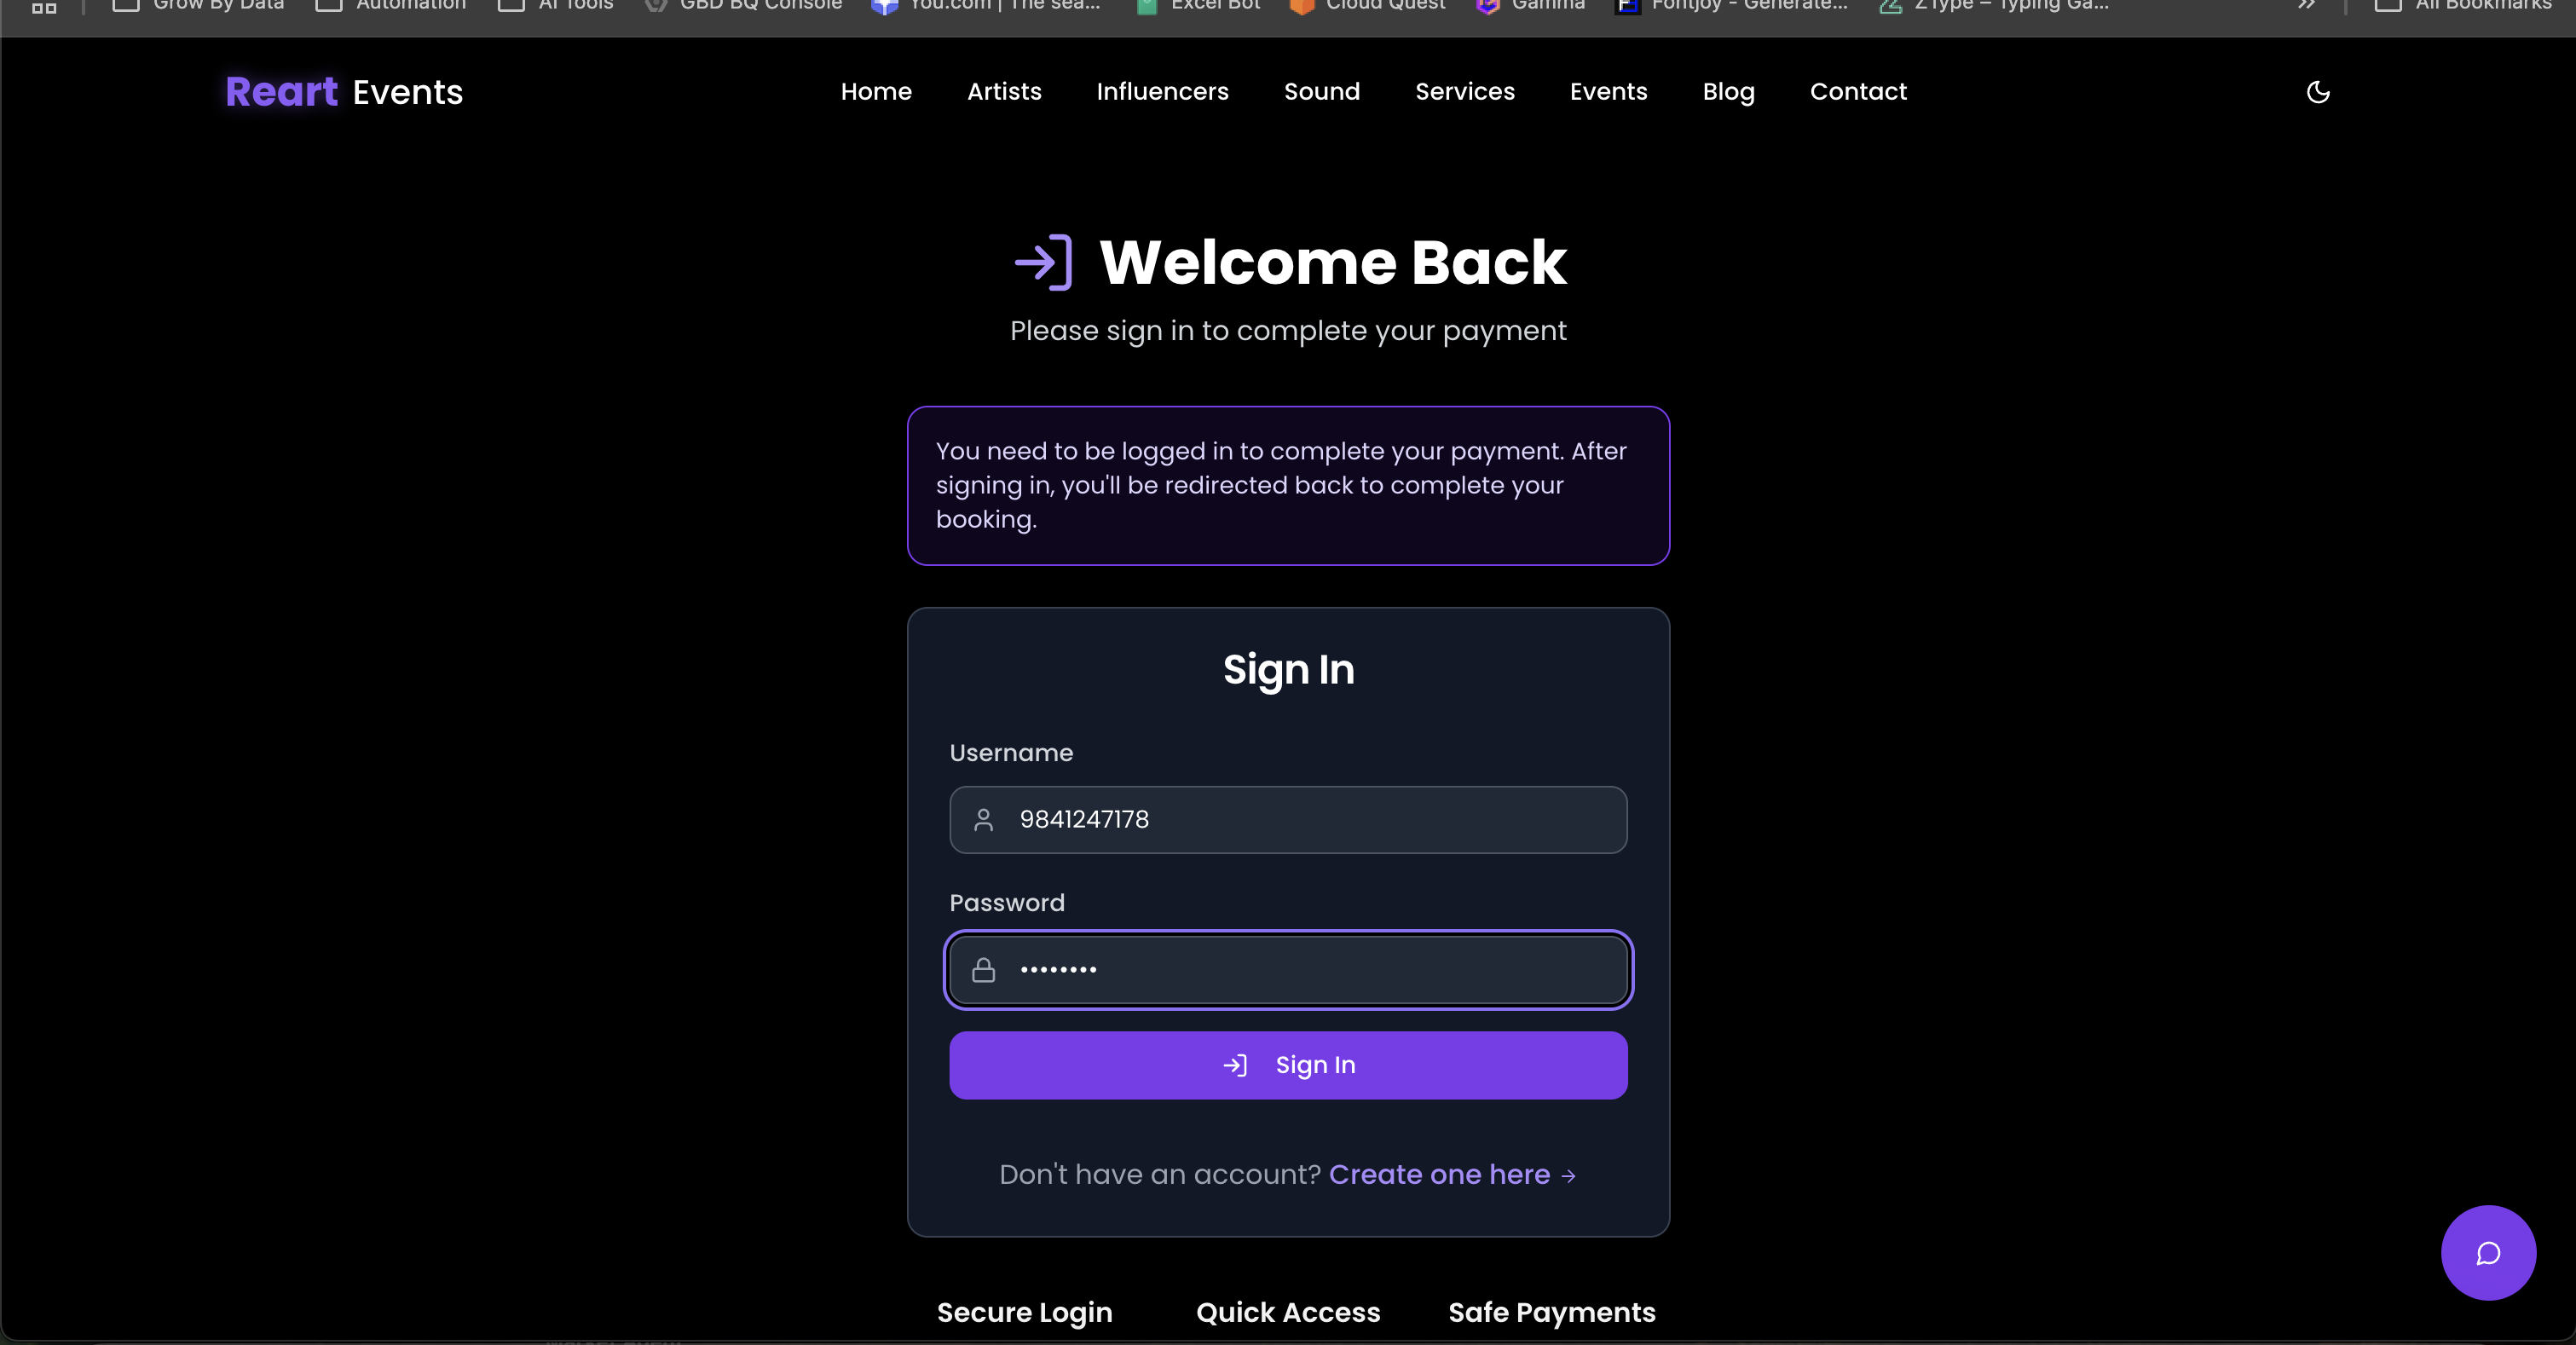 Grow By Data Automation AI Tools GBD BQ Console You.com | The sea... Excel Bot Cloud Quest Gamma Fontjoy - Generate... ZType – Typing Ga... All Bookmarks
Reart Events Home Artists Influencers Sound Services Events Blog Contact
Welcome Back
Please sign in to complete your payment
You need to be logged in to complete your payment. After
signing in, you'll be redirected back to complete your
booking.
Sign In
Username
9841247178
Password
••••••••
Sign In
Don't have an account? Create one here →
Secure Login Quick Access Safe Payments